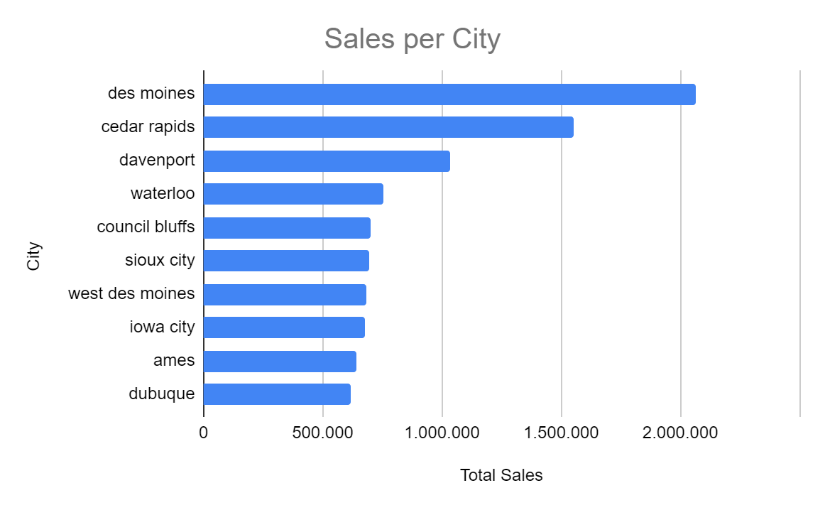 Sales per City
City
des moines
cedar rapids
davenport
waterloo
council bluffs
sioux city
west des moines
iowa city
ames
dubuque
0 500.000 1.000.000 1.500.000 2.000.000
Total Sales